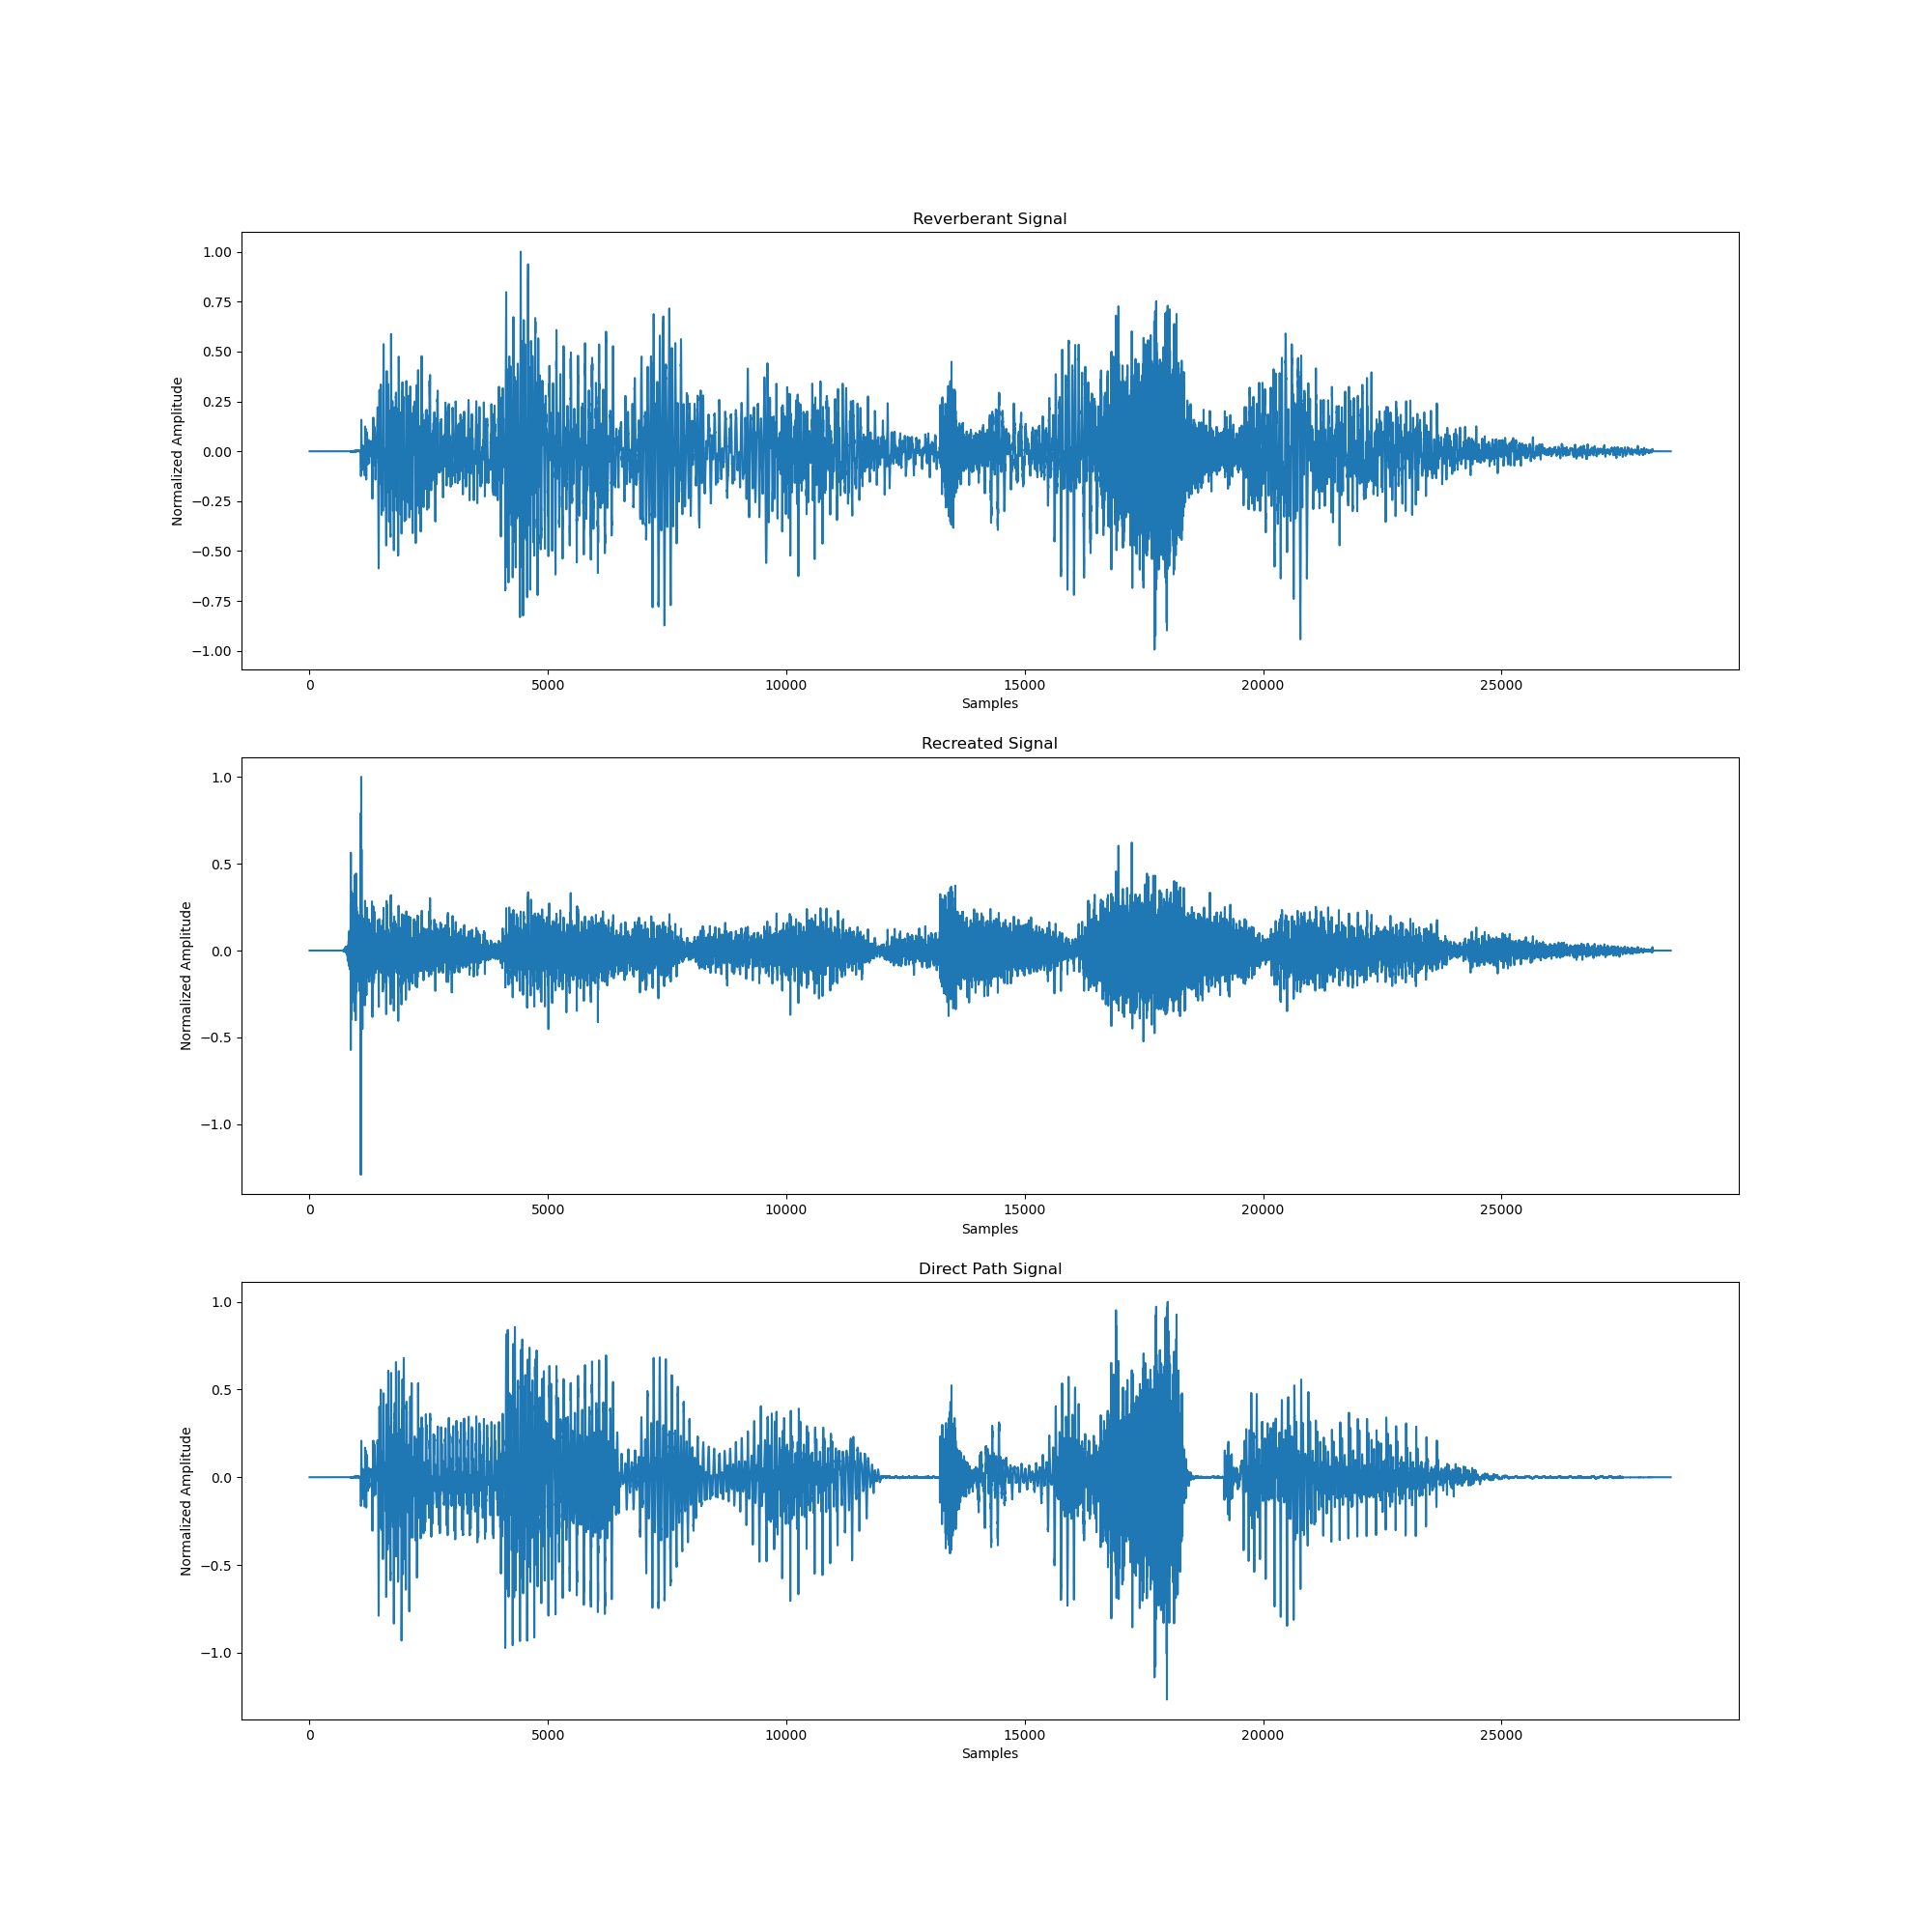 Reverberant Signal
1.00
0.75
0.50
0.25
0.00
−0.25
−0.50
−0.75
−1.00
Normalized Amplitude
0 5000 10000 15000 20000 25000
Samples
Recreated Signal
1.0
0.5
0.0
−0.5
−1.0
Normalized Amplitude
0 5000 10000 15000 20000 25000
Samples
Direct Path Signal
1.0
0.5
0.0
−0.5
−1.0
Normalized Amplitude
0 5000 10000 15000 20000 25000
Samples